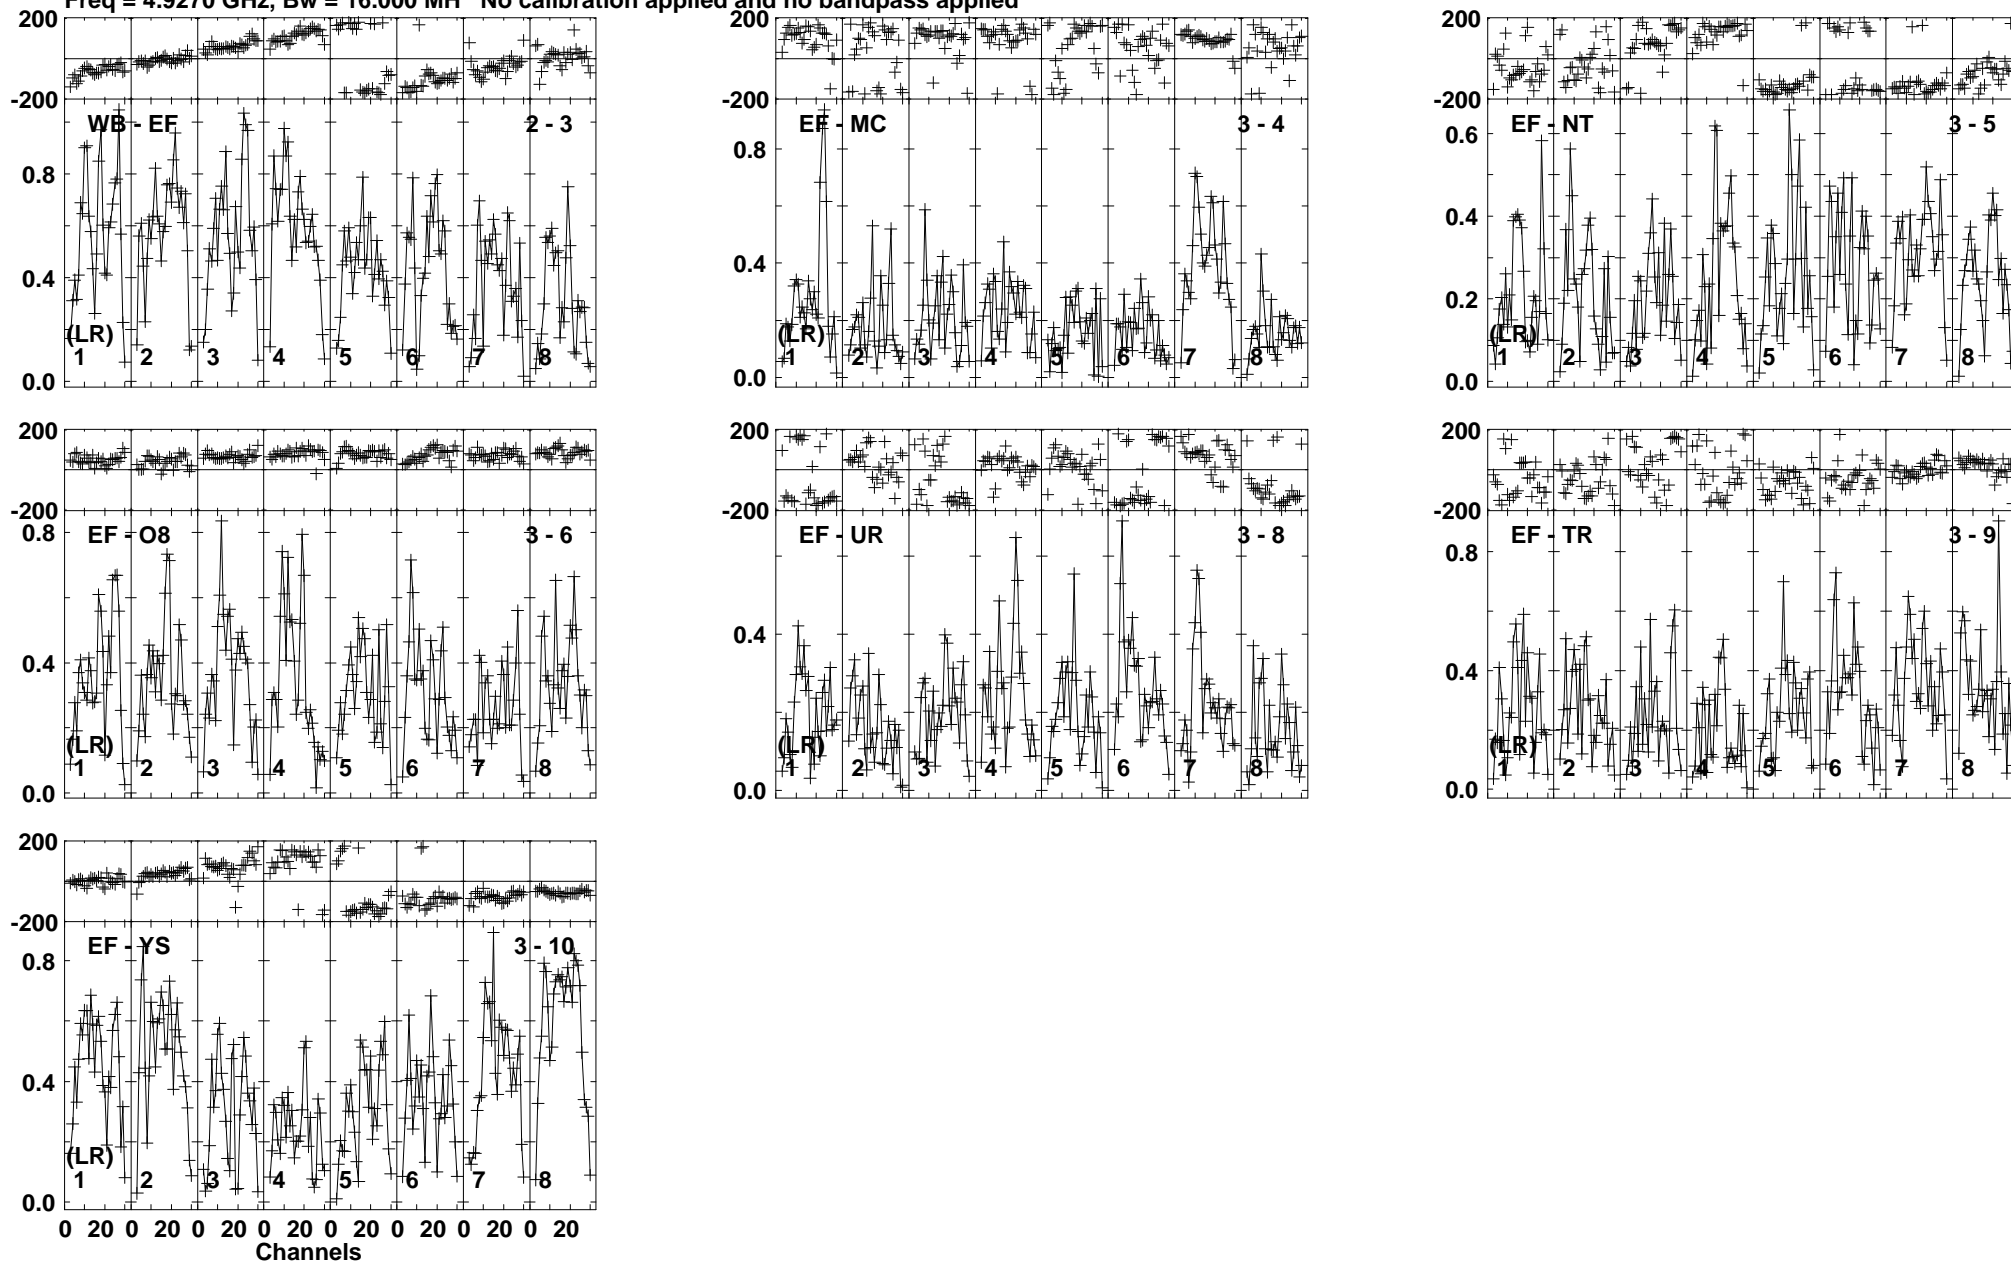 Freq = 4.9270 GHz, Bw = 16.000 MH No calibration applied and no bandpass applied
200
-200
WB - EF 2 - 3
0.8
0.4
0.0
(LR)
1 2 3 4 5 6 7 8
-200
200
EF - MC 3 - 4
0.8
0.4
0.0
(LR)
1 2 3 4 5 6 7 8
200
-200
EF - NT 3 - 5
0.6
0.4
0.2
0.0
(LR)
1 2 3 4 5 6 7 8
200
-200
EF - O8 3 - 6
0.8
0.4
0.0
(LR)
1 2 3 4 5 6 7 8
200
-200
EF - UR 3 - 8
0.4
0.0
(LR)
1 2 3 4 5 6 7 8
200
-200
EF - TR 3 - 9
0.8
0.4
0.0
(LR)
1 2 3 4 5 6 7 8
200
-200
EF - YS 3 - 10
0.8
0.4
0.0
(LR)
1 2 3 4 5 6 7 8
0 20 0 20 0 20 0 20 0 20 0 20 0 20 0 20
Channels